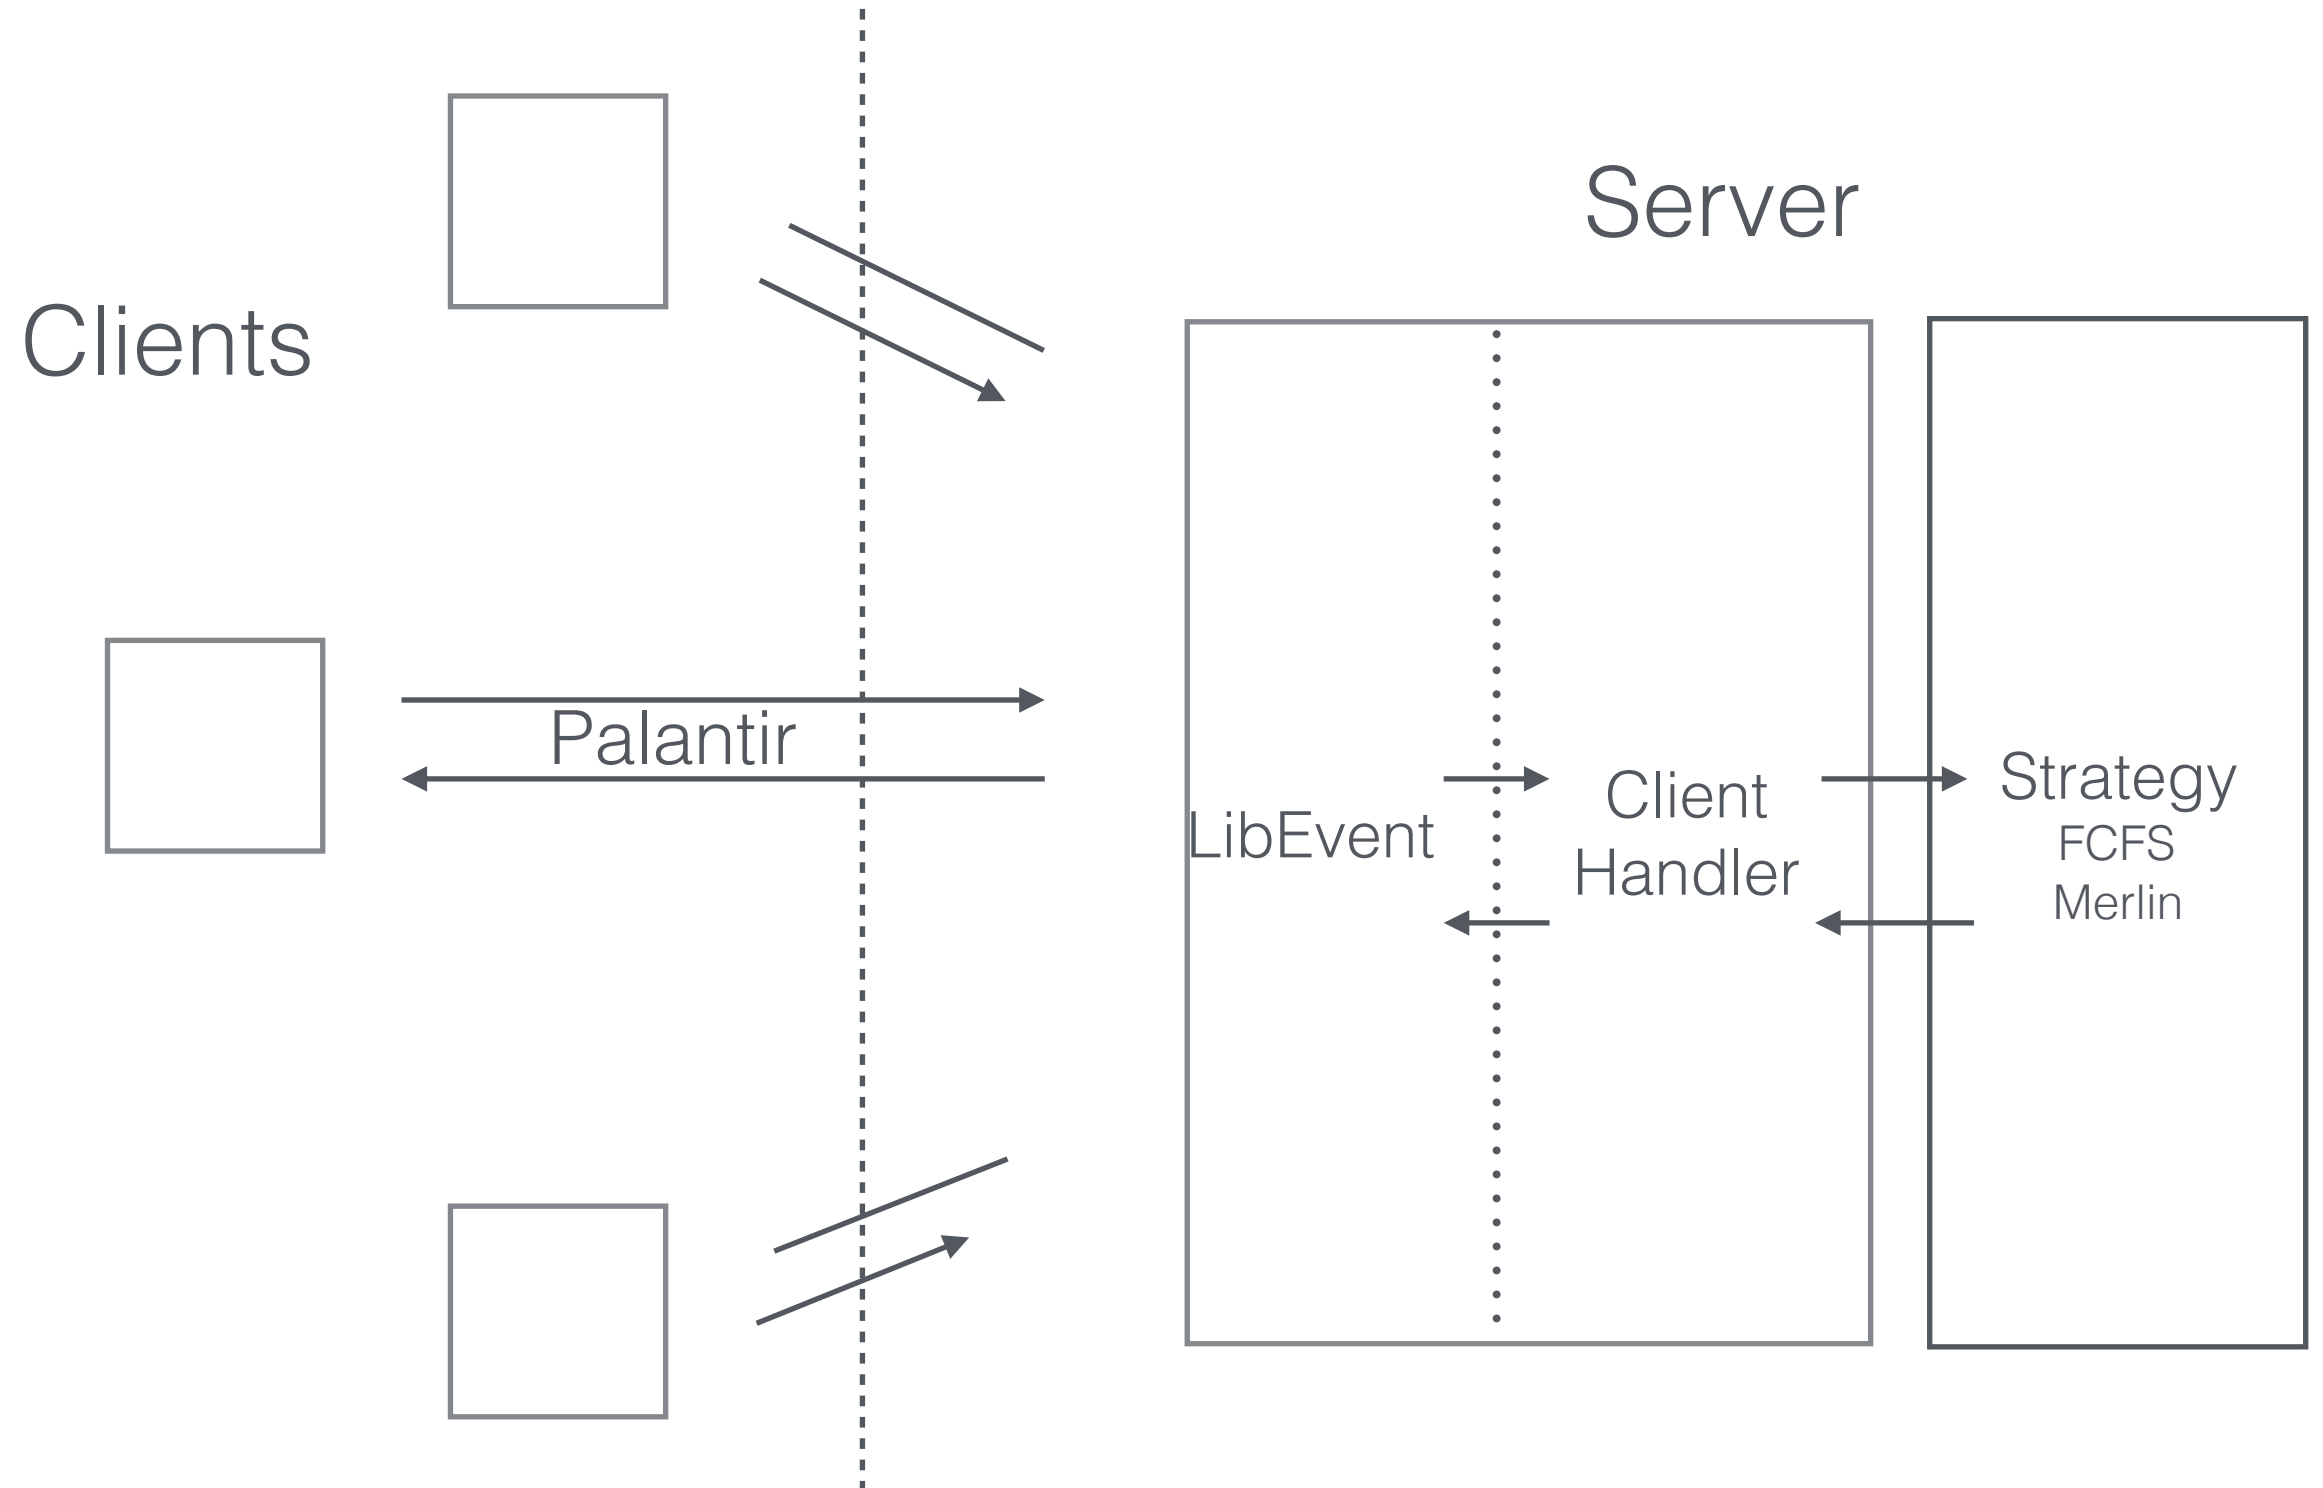 Server
Clients
Palantir
LibEvent
Client
Handler
Strategy
FCFS
Merlin